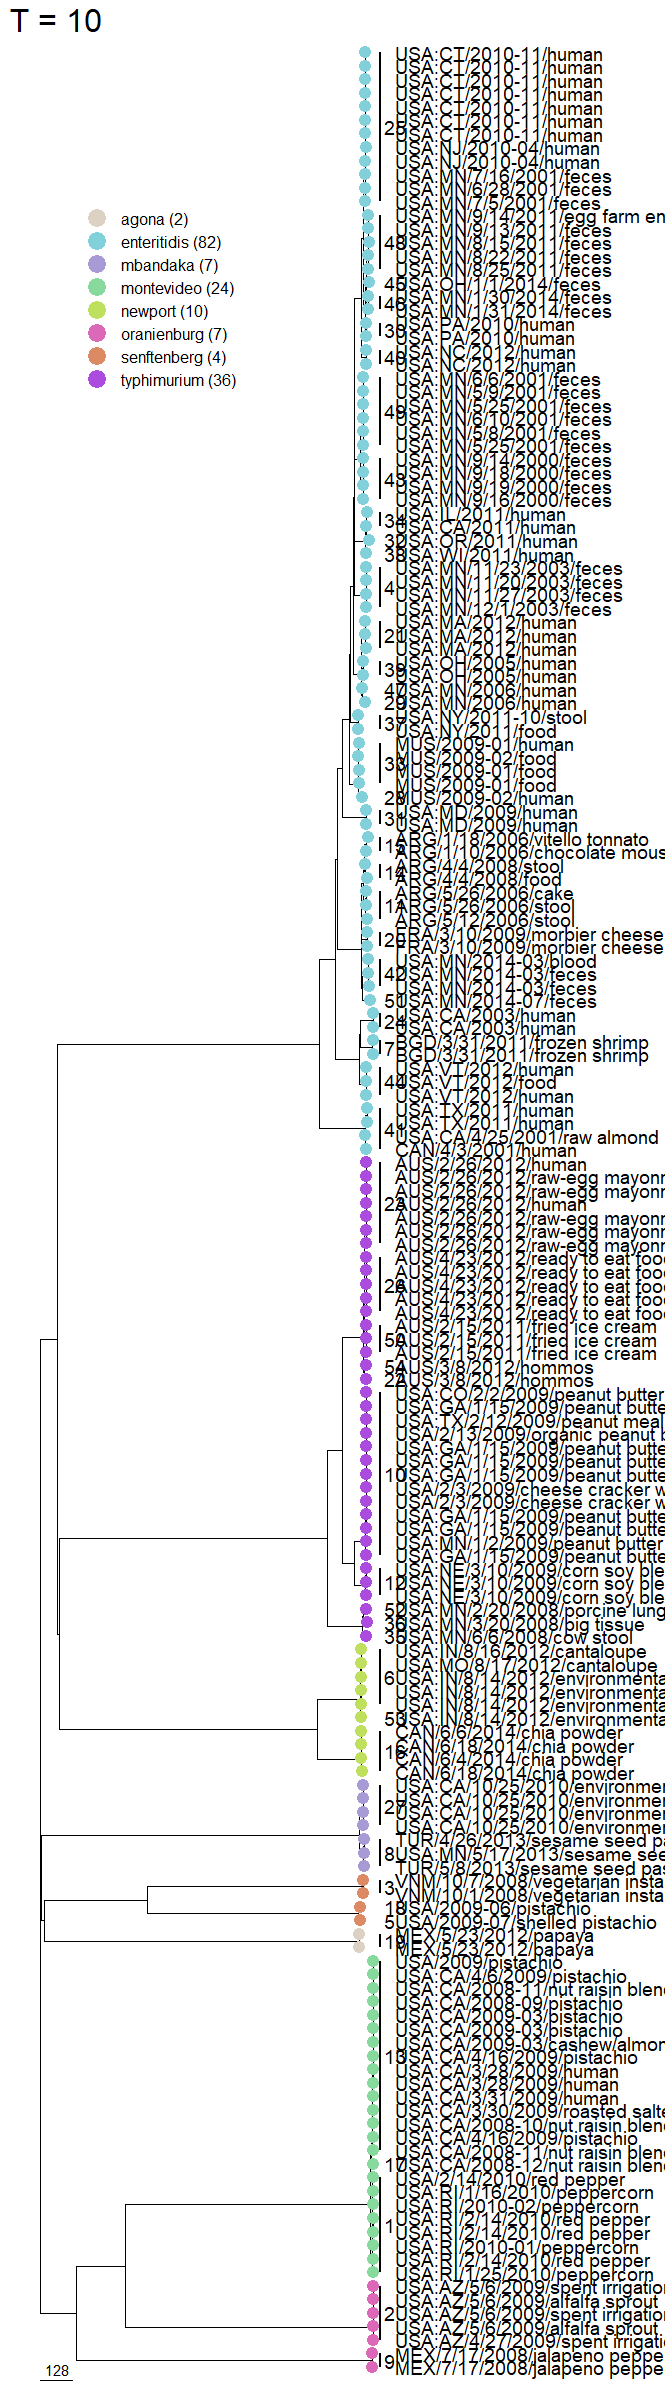 T = 10
agona (2)
enteritidis (82)
mbandaka (7)
montevideo (24)
newport (10)
oranienburg (7)
senftenberg (4)
typhimurium (36)
USA:CT/2010-11/human
USA:CT/2010-11/human
USA:CT/2010-11/human
USA:CT/2010-11/human
USA:CT/2010-11/human
25
USA:CT/2010-11/human
USA:CT/2010-11/human
USA:NJ/2010-04/human
USA:NJ/2010-04/human
USA:MN/7/16/2001/feces
USA:MN/6/28/2001/feces
USA:MN/7/5/2001/feces
USA:MN/9/14/2011/egg farm en
USA:MN/9/13/2011/feces
48
USA:MN/8/15/2011/feces
USA:MN/8/22/2011/feces
USA:MN/8/25/2011/feces
45
USA:OH/1/1/2014/feces
USA:MN/1/30/2014/feces
46
USA:MN/1/31/2014/feces
USA:PA/2010/human
30
USA:PA/2010/human
USA:NC/2012/human
40
USA:NC/2012/human
USA:MN/6/6/2001/feces
USA:MN/5/9/2001/feces
USA:MN/5/25/2001/feces
49
USA:MN/6/10/2001/feces
USA:MN/5/8/2001/feces
USA:MN/5/25/2001/feces
USA:MN/9/14/2000/feces
USA:MN/9/18/2000/feces
43
USA:MN/9/19/2000/feces
USA:MN/9/16/2000/feces
USA:IL/2011/human
34
USA:CA/2011/human
32
USA:OR/2011/human
38
USA:WI/2011/human
USA:MN/11/23/2003/feces
USA:MN/11/20/2003/feces
4
USA:MN/11/27/2003/feces
USA:MN/12/1/2003/feces
USA:MA/2012/human
21
USA:MA/2012/human
USA:MA/2012/human
USA:OH/2005/human
39
USA:OH/2005/human
47
USA:MN/2006/human
29
USA:MN/2006/human
USA:NY/2011-10/stool
37
USA:NY/2011/food
MUS/2009-01/human
MUS/2009-02/food
33
MUS/2009-01/food
MUS/2009-01/food
28
MUS/2009-02/human
USA:MD/2009/human
31
USA:MD/2009/human
ARG/1/18/2006/vitello tonnato
15
ARG/1/10/2006/chocolate mous
ARG/4/4/2008/stool
14
ARG/4/4/2008/food
ARG/5/26/2006/cake
11
ARG/5/26/2006/stool
ARG/5/12/2006/stool
FRA/3/10/2009/morbier cheese
20
FRA/3/10/2009/morbier cheese
USA:MN/2014-03/blood
42
USA:MN/2014-03/feces
USA:MN/2014-03/feces
51
USA:MN/2014-07/feces
USA:CA/2003/human
24
USA:CA/2003/human
BGD/3/31/2011/frozen shrimp
7
BGD/3/31/2011/frozen shrimp
USA:VT/2012/human
44
USA:VT/2012/food
USA:VT/2012/human
USA:TX/2011/human
USA:TX/2011/human
41
USA:CA/4/25/2001/raw almond
CAN/4/3/2001/human
AUS/2/26/2012/human
AUS/2/26/2012/raw-egg mayonn
AUS/2/26/2012/raw-egg mayonn
23
AUS/2/26/2012/human
AUS/2/26/2012/raw-egg mayonn
AUS/2/26/2012/raw-egg mayonn
AUS/2/26/2012/raw-egg mayonn
AUS/4/23/2012/ready to eat food
AUS/4/23/2012/ready to eat food
26
AUS/4/23/2012/ready to eat food
AUS/4/23/2012/ready to eat food
AUS/4/23/2012/ready to eat food
AUS/2/15/2011/fried ice cream
50
AUS/2/15/2011/fried ice cream
AUS/2/15/2011/fried ice cream
54
AUS/3/8/2012/hommos
22
AUS/3/8/2012/hommos
USA:CO/2/2/2009/peanut butter
USA:GA/1/15/2009/peanut butte
USA:TX/2/12/2009/peanut meal
USA/2/13/2009/organic peanut b
USA:GA/1/15/2009/peanut butte
USA:GA/1/15/2009/peanut butte
10
USA:GA/1/15/2009/peanut butte
USA/2/3/2009/cheese cracker w
USA/2/3/2009/cheese cracker w
USA:GA/1/15/2009/peanut butte
USA:GA/1/15/2009/peanut butte
USA:MN/1/2/2009/peanut butter
USA:GA/1/15/2009/peanut butte
USA:NE/3/10/2009/corn soy ble
12
USA:NE/3/10/2009/corn soy ble
USA:NE/3/10/2009/corn soy ble
52
USA:MN/2/20/2008/porcine lung
36
USA:MN/3/20/2008/pig tissue
35
USA:MN/6/6/2008/cow stool
USA:IN/8/16/2012/cantaloupe
USA:MO/8/17/2012/cantaloupe
6
USA:IN/8/14/2012/environmenta
USA:IN/8/14/2012/environmenta
USA:IN/8/14/2012/environmenta
53
USA:IN/8/14/2012/environmenta
CAN/6/6/2014/chia powder
16
CAN/6/18/2014/chia powder
CAN/6/4/2014/chia powder
CAN/6/18/2014/chia powder
USA:CA/10/25/2010/environmen
USA:CA/10/25/2010/environmen
27
USA:CA/10/25/2010/environmen
USA:CA/10/25/2010/environmen
TUR/4/26/2013/sesame seed pa
8
USA:MN/5/17/2013/sesame see
TUR/5/8/2013/sesame seed pas
VNM/10/7/2008/vegetarian insta
3
VNM/10/1/2008/vegetarian insta
18
USA/2009-06/pistachio
5
USA/2009-07/shelled pistachio
MEX/5/23/2012/papaya
19
MEX/5/23/2012/papaya
USA/2009/pistachio
USA:CA/4/6/2009/pistachio
USA:CA/2008-11/nut raisin blend
USA:CA/2008-09/pistachio
USA:CA/2009-03/pistachio
USA:CA/2009-03/pistachio
USA:CA/2009-03/cashew/almon
13
USA:CA/4/16/2009/pistachio
USA:CA/3/28/2009/human
USA:CA/3/28/2009/human
USA:CA/3/31/2009/human
USA:CA/3/30/2009/roasted salte
USA:CA/2008-10/nut raisin blend
USA:CA/4/16/2009/pistachio
USA:CA/2008-11/nut raisin blend
17
USA:CA/2008-12/nut raisin blend
USA/2/14/2010/red pepper
USA:RI/1/16/2010/peppercorn
USA:RI/2010-02/peppercorn
USA:RI/2/14/2010/red pepper
1
USA:RI/2/14/2010/red pepper
USA:RI/2010-01/peppercorn
USA:RI/2/14/2010/red pepper
USA:RI/1/25/2010/peppercorn
USA:AZ/5/6/2009/spent irrigation
USA:AZ/5/6/2009/alfalfa sprout
2
USA:AZ/5/6/2009/spent irrigation
USA:AZ/5/6/2009/alfalfa sprout
USA:AZ/4/27/2009/spent irrigati
MEX/7/17/2008/jalapeno peppe
9
MEX/7/17/2008/jalapeno peppe
128